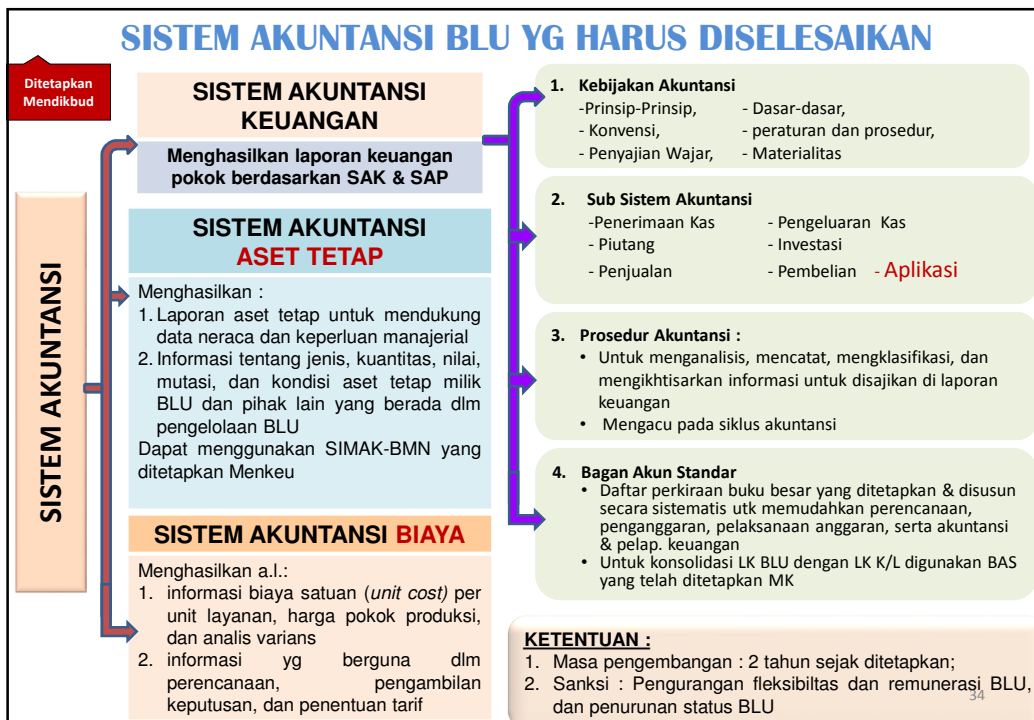 SISTEM AKUNTANSI BLU YG HARUS DISELESAIKAN
Ditetapkan
Mendikbud
SISTEM AKUNTANSI
SISTEM AKUNTANSI
KEUANGAN
Menghasilkan laporan keuangan
pokok berdasarkan SAK & SAP
SISTEM AKUNTANSI
ASET TETAP
Menghasilkan :
1. Laporan aset tetap untuk mendukung
data neraca dan keperluan manajerial
2. Informasi tentang jenis, kuantitas, nilai,
mutasi, dan kondisi aset tetap milik
BLU dan pihak lain yang berada dlm
pengelolaan BLU
Dapat menggunakan SIMAK-BMN yang
ditetapkan Menkeu
SISTEM AKUNTANSI BIAYA
Menghasilkan a.l.:
1. informasi biaya satuan (unit cost) per
unit layanan, harga pokok produksi,
dan analis varians
2. informasi yg berguna dlm
perencanaan, pengambilan
keputusan, dan penentuan tarif
1. Kebijakan Akuntansi
-Prinsip-Prinsip, - Dasar-dasar,
- Konvensi, - peraturan dan prosedur,
- Penyajian Wajar, - Materialitas
2. Sub Sistem Akuntansi
-Penerimaan Kas - Pengeluaran Kas
- Piutang - Investasi
- Penjualan - Pembelian - Aplikasi
3. Prosedur Akuntansi :
• Untuk menganalisis, mencatat, mengklasifikasi, dan
mengikhtisarkan informasi untuk disajikan di laporan
keuangan
• Mengacu pada siklus akuntansi
4. Bagan Akun Standar
• Daftar perkiraan buku besar yang ditetapkan & disusun
secara sistematis utk memudahkan perencanaan,
penganggaran, pelaksanaan anggaran, serta akuntansi
& pelap. keuangan
• Untuk konsolidasi LK BLU dengan LK K/L digunakan BAS
yang telah ditetapkan MK
KETENTUAN :
1. Masa pengembangan : 2 tahun sejak ditetapkan;
2. Sanksi : Pengurangan fleksibiltas dan remunerasi BLU,
dan penurunan status BLU
34